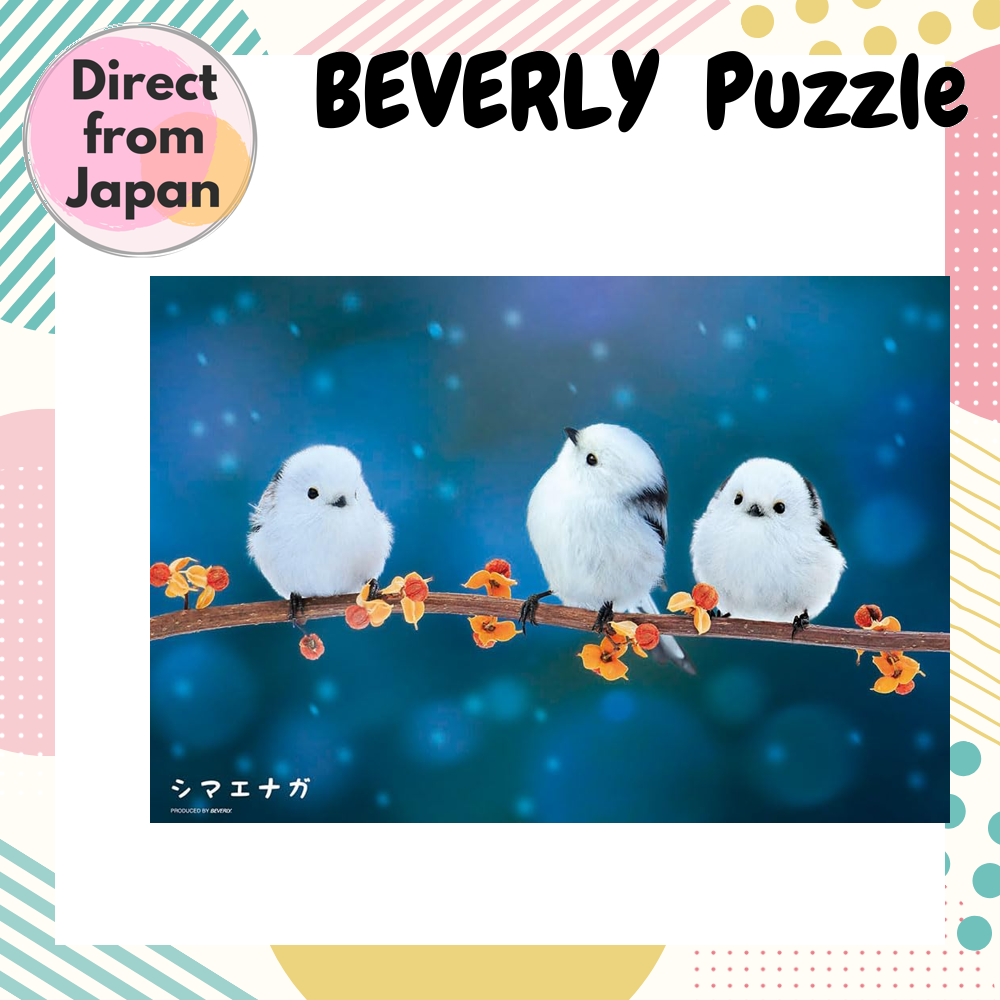 Direct
from
Japan
BEVERLY Puzzle
シマエナガ
PRODUCED BY BEVERLY.